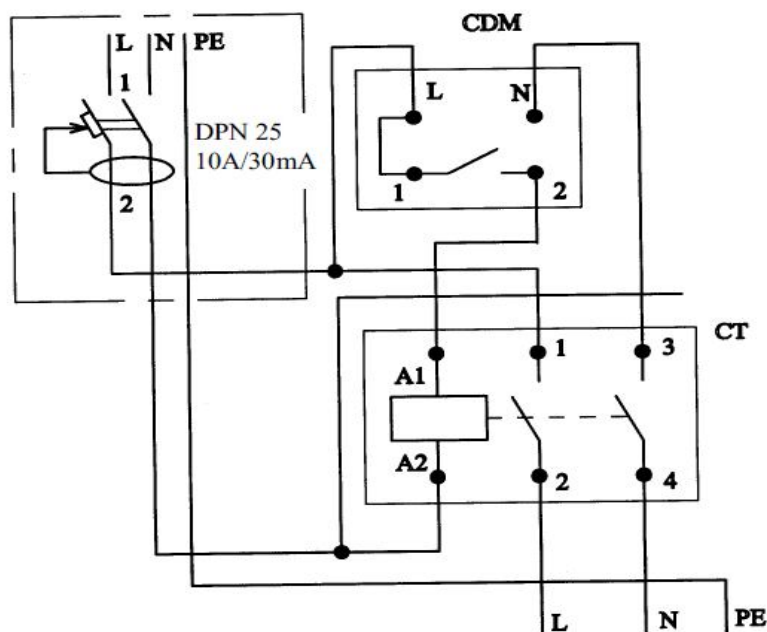 CDM
L N PE
1
DPN 25
10A/30mA
2
L N
1 2
CT
1 3
A1
A2
2 4
L N PE